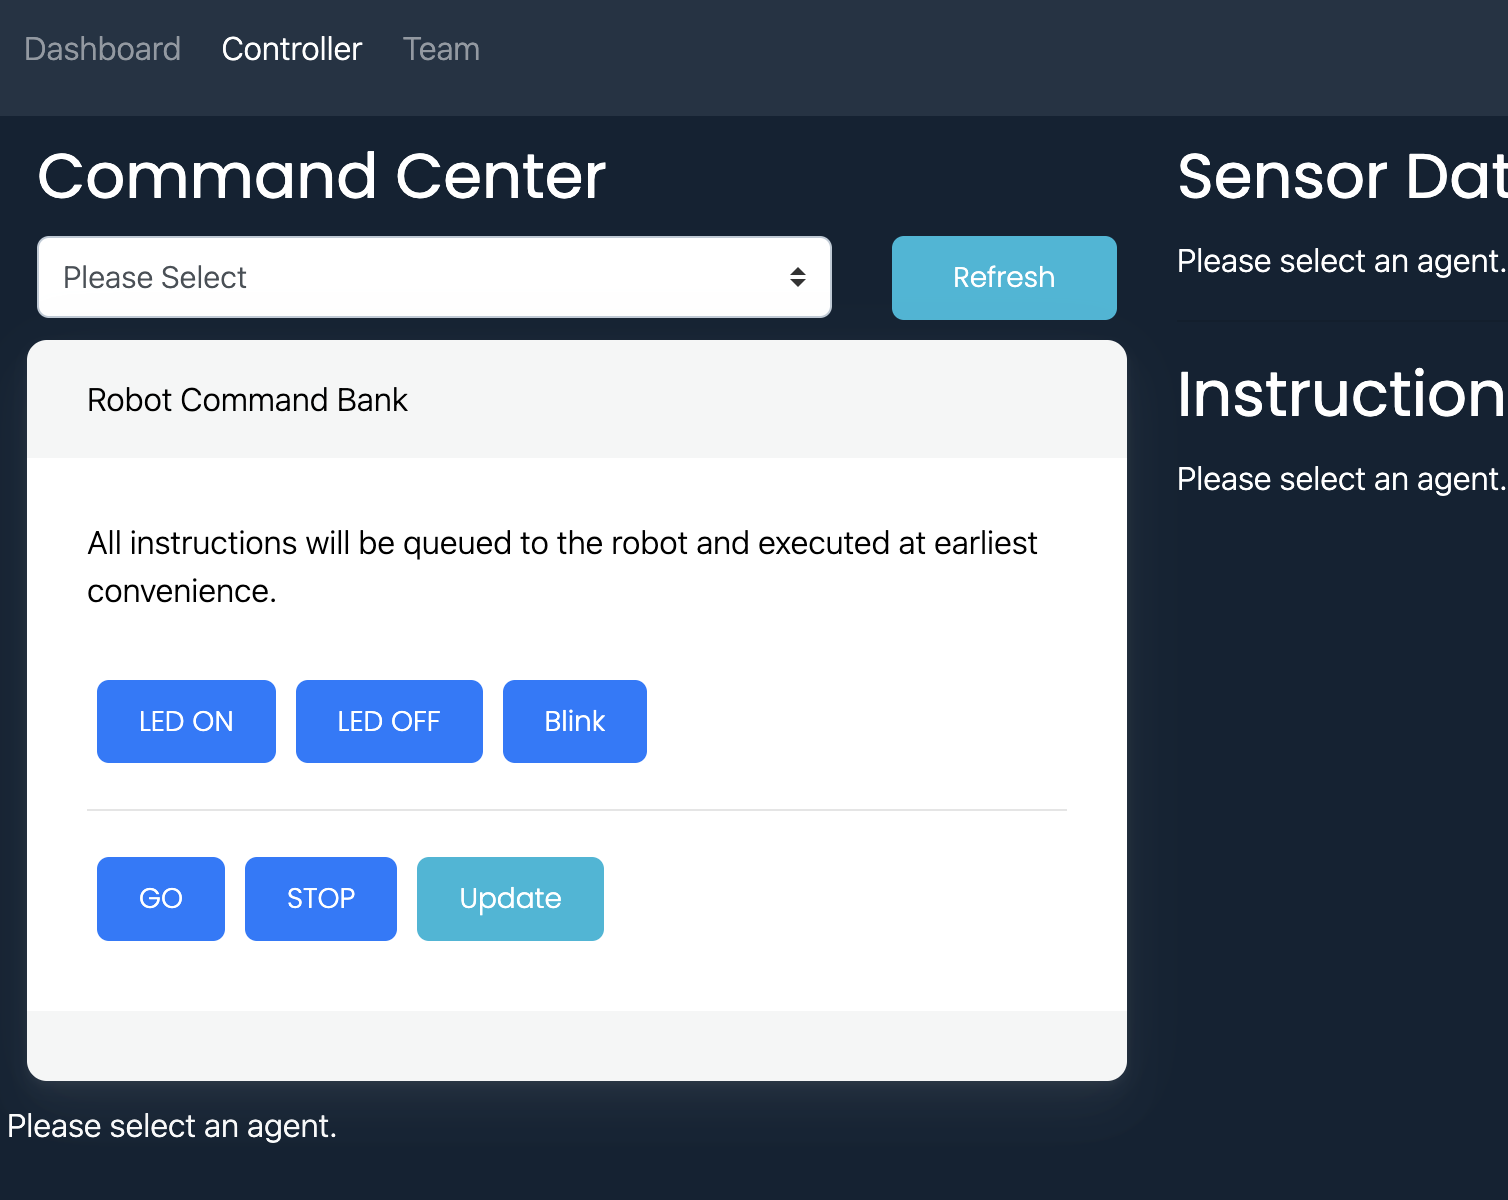 Dashboard Controller Team
Command Center
Please Select
Refresh
Robot Command Bank
All instructions will be queued to the robot and executed at earliest
convenience.
LED ON
LED OFF
Blink
GO
STOP
Update
Please select an agent.
Sensor Dat
Please select an agent.
Instruction
Please select an agent.